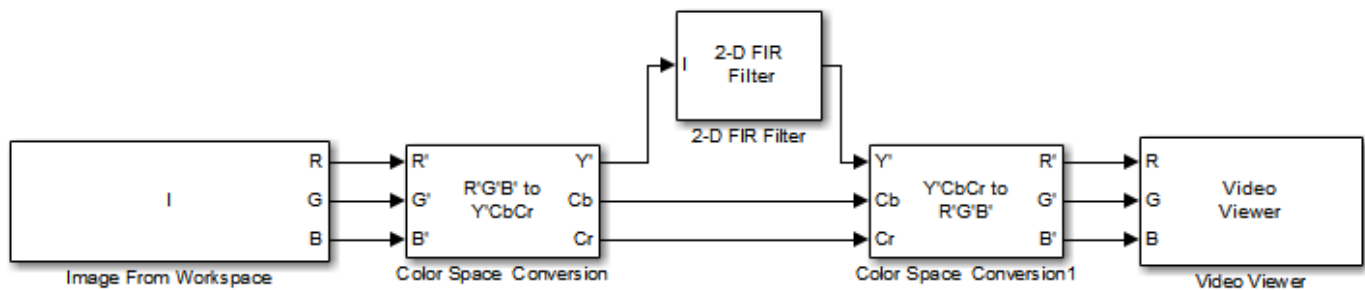 2-D FIR
Filter
I
2-D FIR Filter
I
R
G
B
Image From Workspace
R'
G'
B'
R'G'B' to
Y'CbCr
Y'
Cb
Cr
Color Space Conversion
Y'
Cb
Cr
Y'CbCr to
R'G'B'
R'
G'
B'
Color Space Conversion1
R
G
B
Video
Viewer
Video Viewer